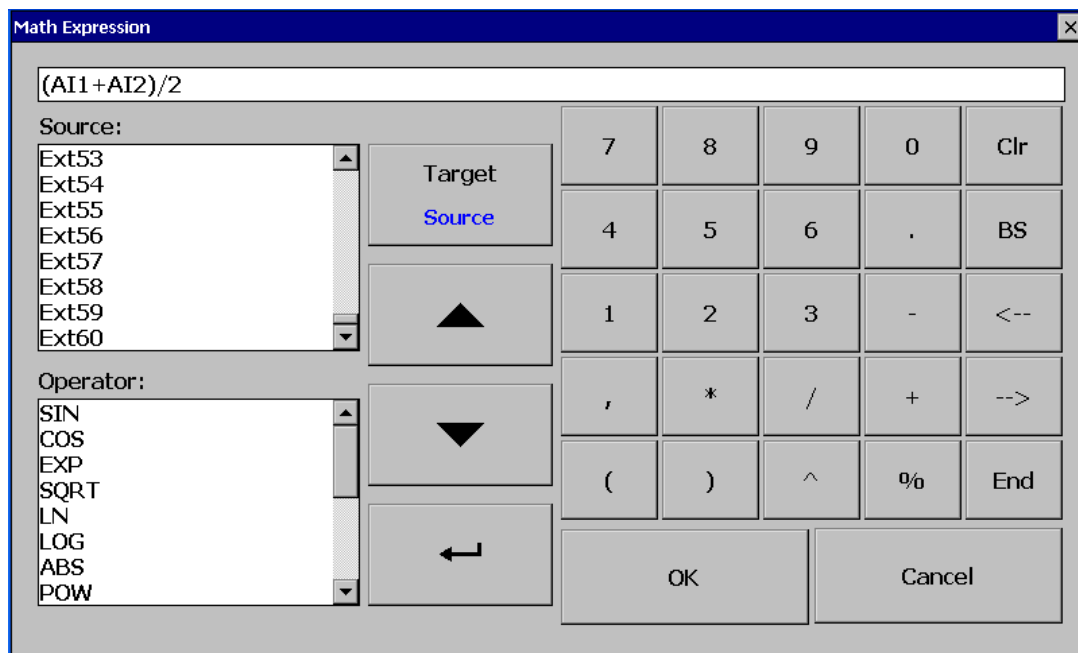 Math Expression
(AI1+AI2)/2
Source:
Ext53
Ext54
Ext55
Ext56
Ext57
Ext58
Ext59
Ext60
Operator:
SIN
COS
EXP
SQRT
LN
LOG
ABS
POW
Target
Source
7 8 9 0 Clr
4 5 6 . BS
1 2 3 - <--
, * / + -->
( ) ^ % End
OK Cancel